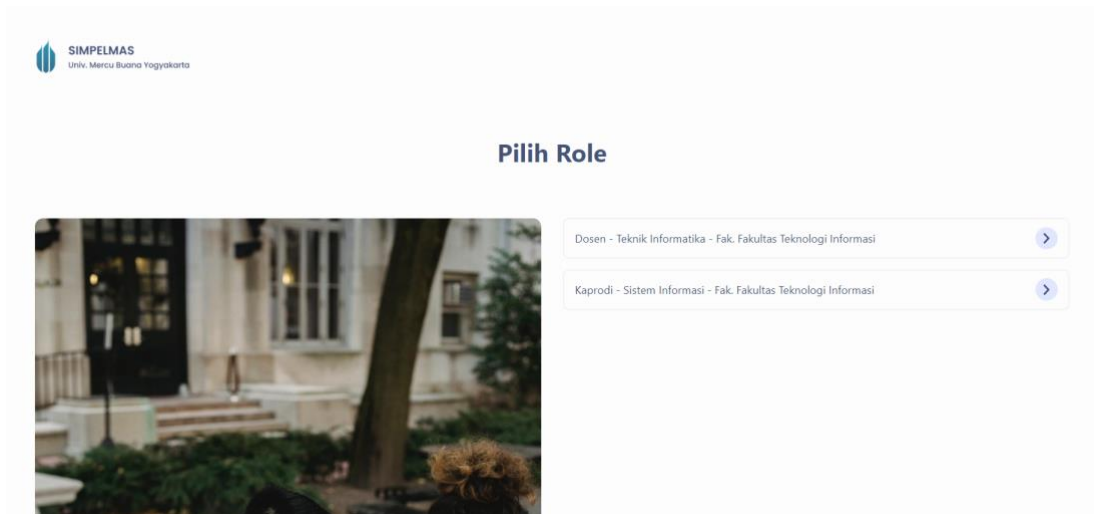 SIMPELMAS
Univ. Mercu Buana Yogyakarta
Pilih Role
Dosen - Teknik Informatika - Fak. Fakultas Teknologi Informasi
Kaprodi - Sistem Informasi - Fak. Fakultas Teknologi Informasi